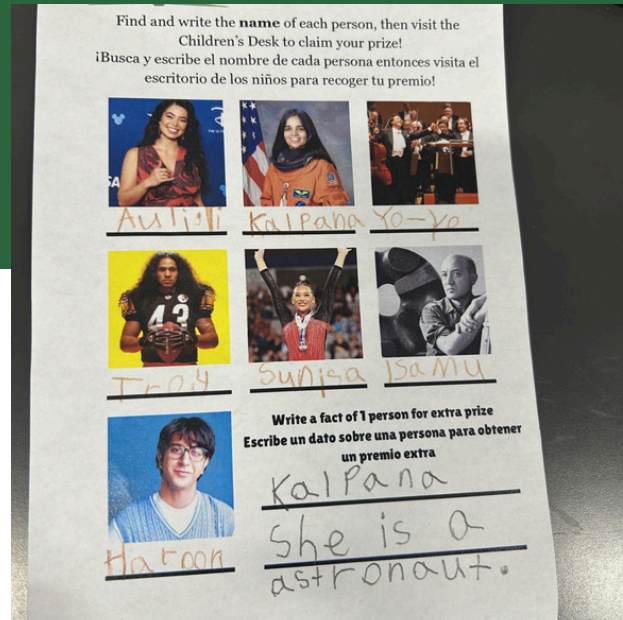 Find and write the name of each person, then visit the
Children's Desk to claim your prize!
¡Busca y escribe el nombre de cada persona entonces visita el
escritorio de los niños para recoger tu premio!
Auliili Kalpana Yo-yo
43
Troy Sunisa Isamu
Write a fact of 1 person for extra prize
Escribe un dato sobre una persona para obtener
un premio extra
Kalpana
She is a
astronaut.
Haroon